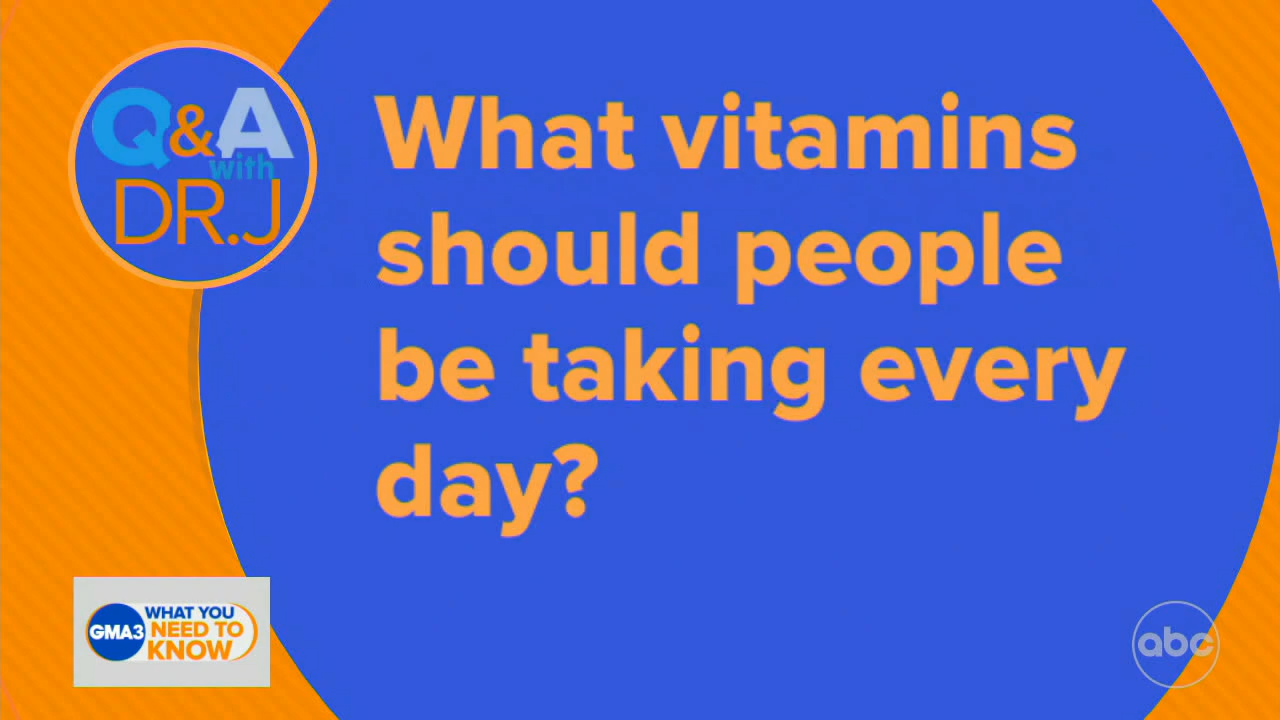 Q&A
with
DR.J
What vitamins
should people
be taking every
day?
GMA3
WHAT YOU
NEED TO
KNOW
abc